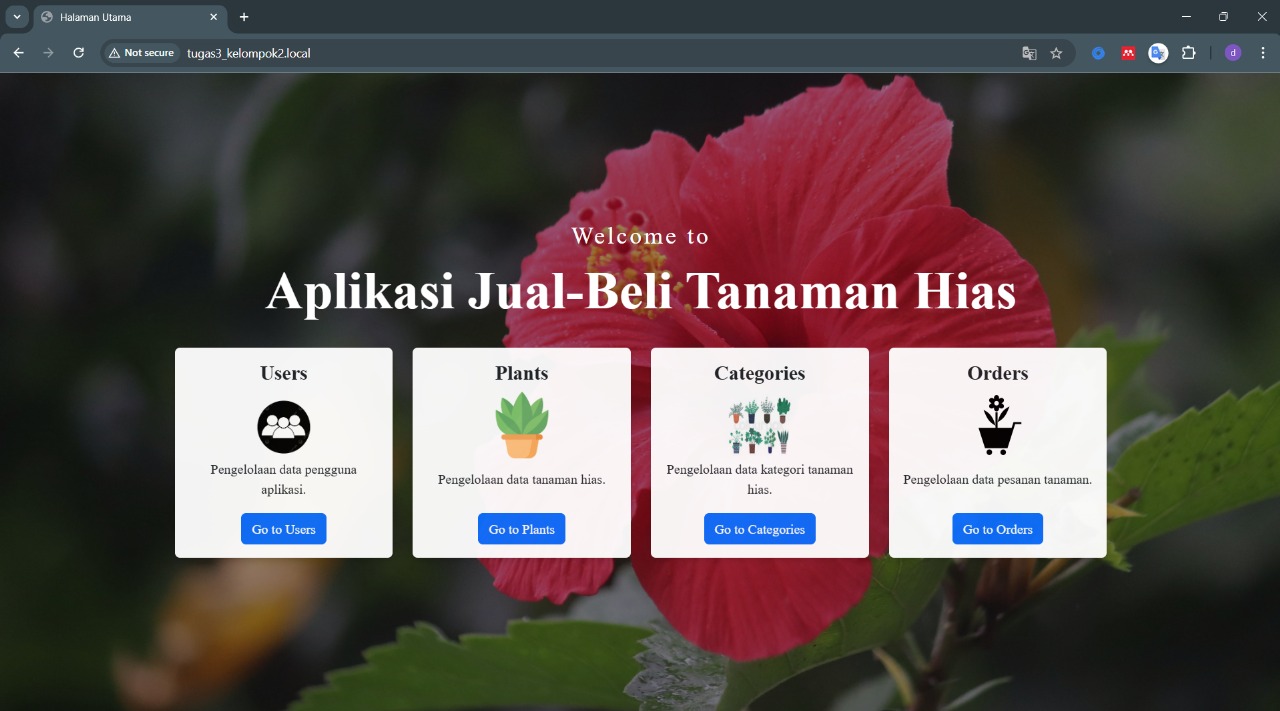 Halaman Utama
Not secure
tugas3_kelompok2.local
d
Welcome to
Aplikasi Jual-Beli Tanaman Hias
Users
Pengelolaan data pengguna
aplikasi.
Go to Users
Plants
Pengelolaan data tanaman hias.
Go to Plants
Categories
Pengelolaan data kategori tanaman
hias.
Go to Categories
Orders
Pengelolaan data pesanan tanaman.
Go to Orders